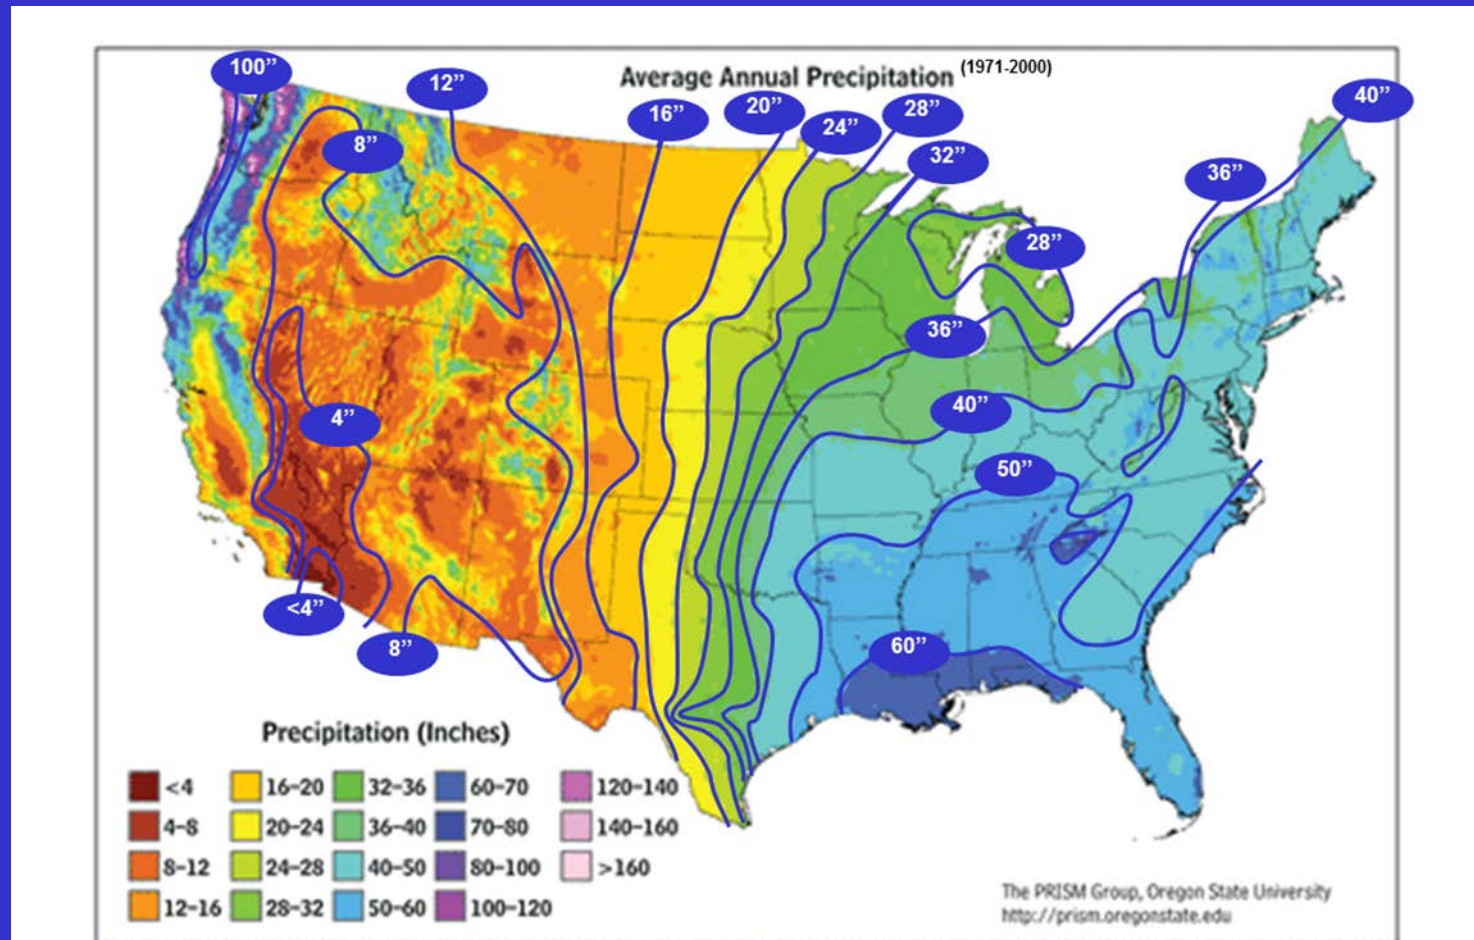 Average Annual Precipitation (1971-2000)
100”
12”
16”
20”
24”
28”
32”
40”
36”
8”
28”
36”
4”
40”
50”
<4”
8”
60”
Precipitation (Inches)
<4 16–20 32–36 60–70 120–140
4–8 20–24 36–40 70–80 140–160
8–12 24–28 40–50 80–100 >160
12–16 28–32 50–60 100–120
The PRISM Group, Oregon State University
http://prism.oregonstate.edu